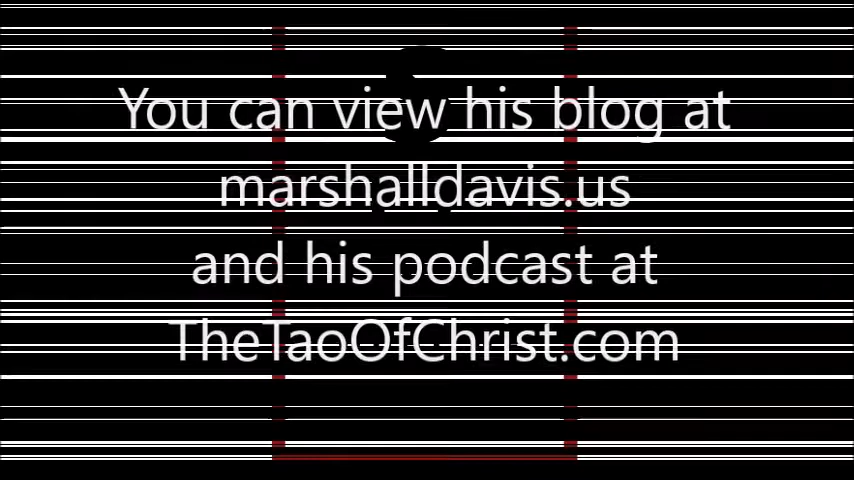 You can view his blog at
marshalldavis.us
and his podcast at
TheTaoOfChrist.com